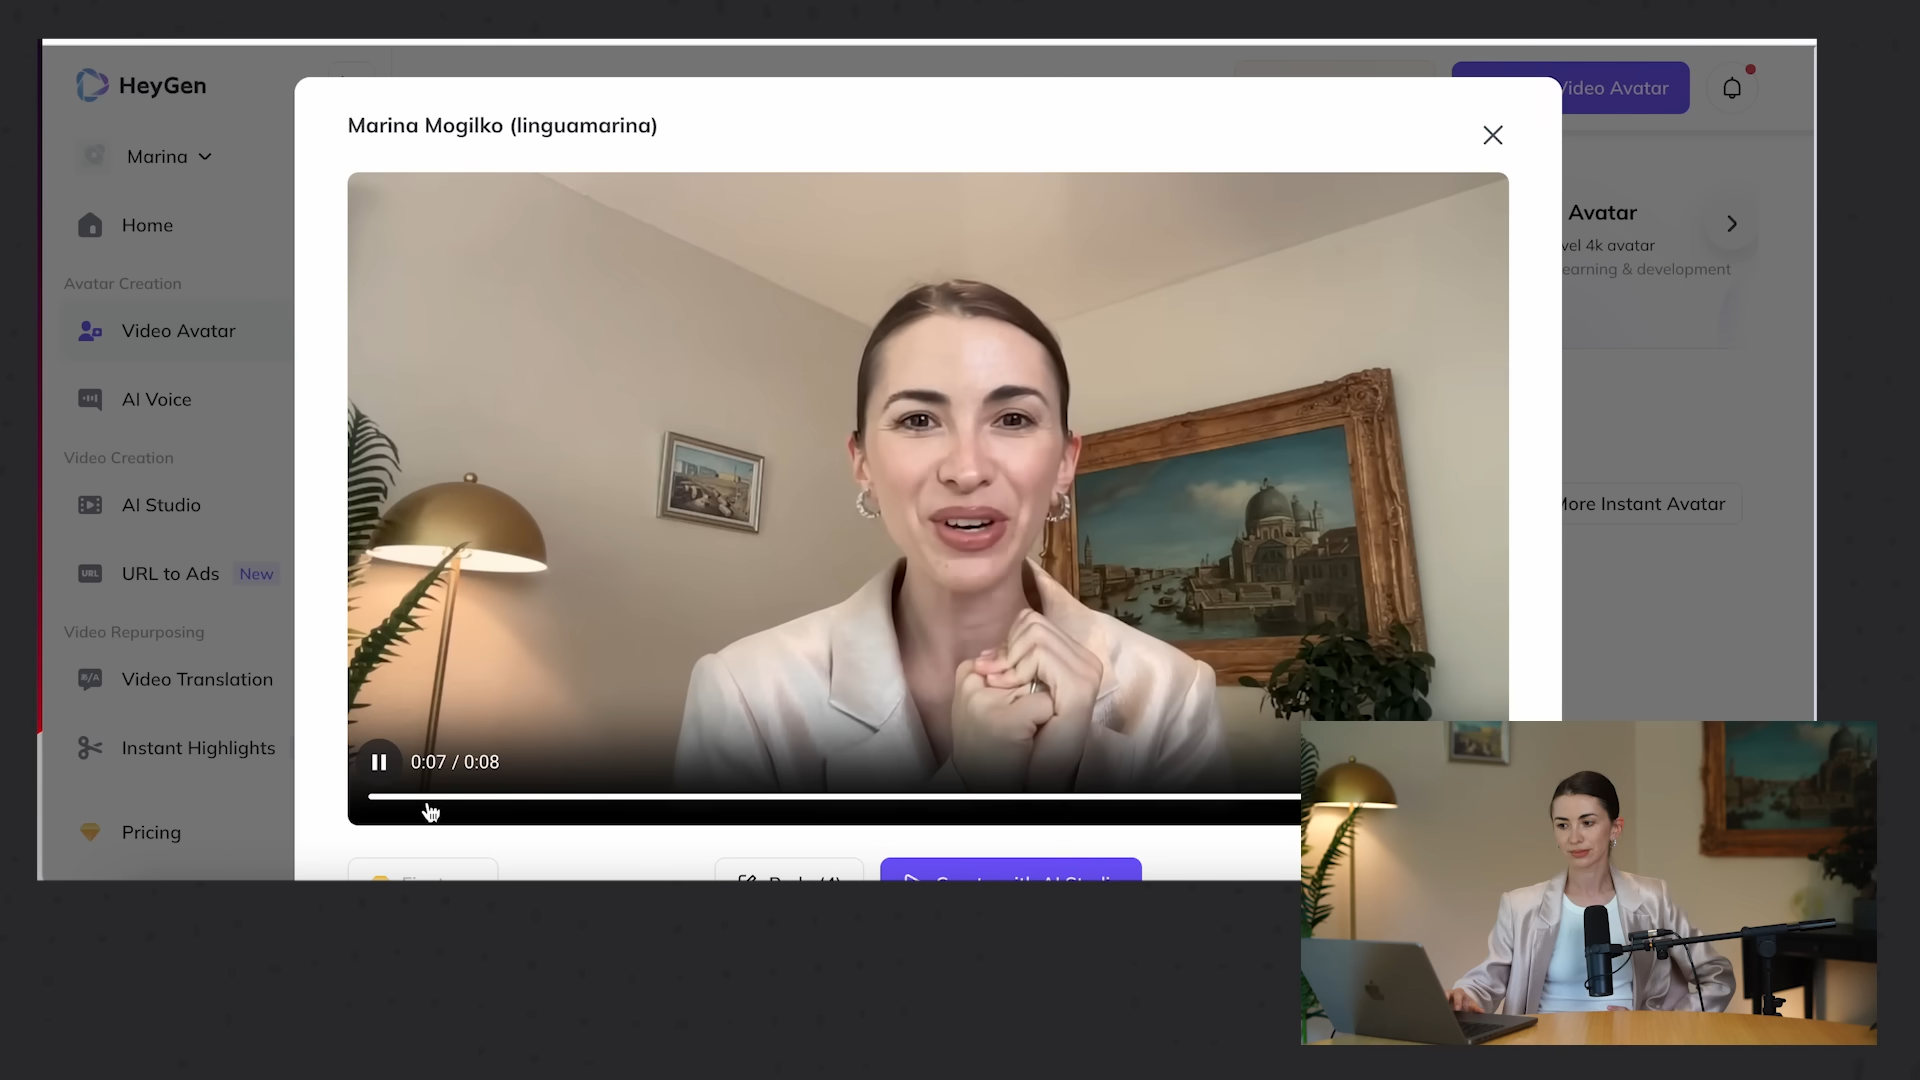 HeyGen
Marina
Home
Avatar Creation
Video Avatar
AI Voice
Video Creation
AI Studio
URL
URL to Ads New
Video Repurposing
Video Translation
Instant Highlights
Pricing
Marina Mogilko (linguamarina)
0:07 / 0:08
Video Avatar
Avatar
vel 4k avatar
earning & development
More Instant Avatar